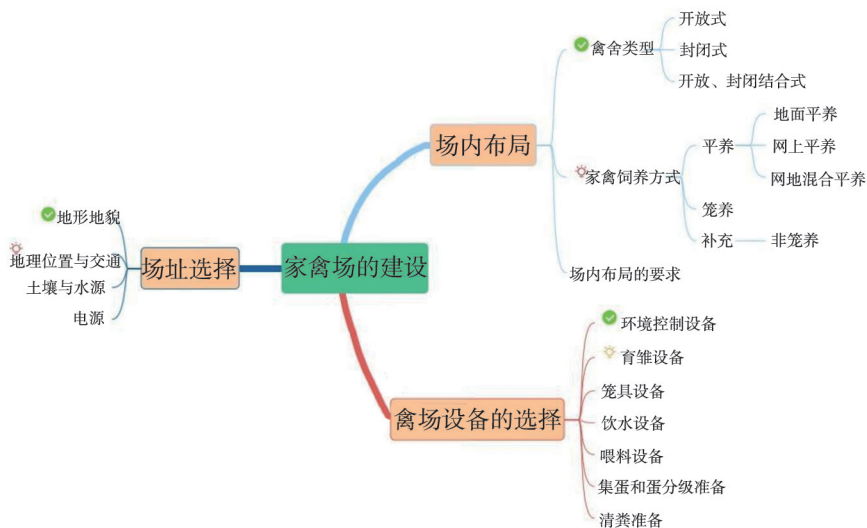 家禽场的建设
场址选择
地形地貌
地理位置与交通
土壤与水源
电源
场内布局
禽舍类型
开放式
封闭式
开放、封闭结合式
家禽饲养方式
平养
地面平养
网上平养
网地混合平养
笼养
补充
非笼养
场内布局的要求
禽场设备的选择
环境控制设备
育雏设备
笼具设备
饮水设备
喂料设备
集蛋和蛋分级准备
清粪准备